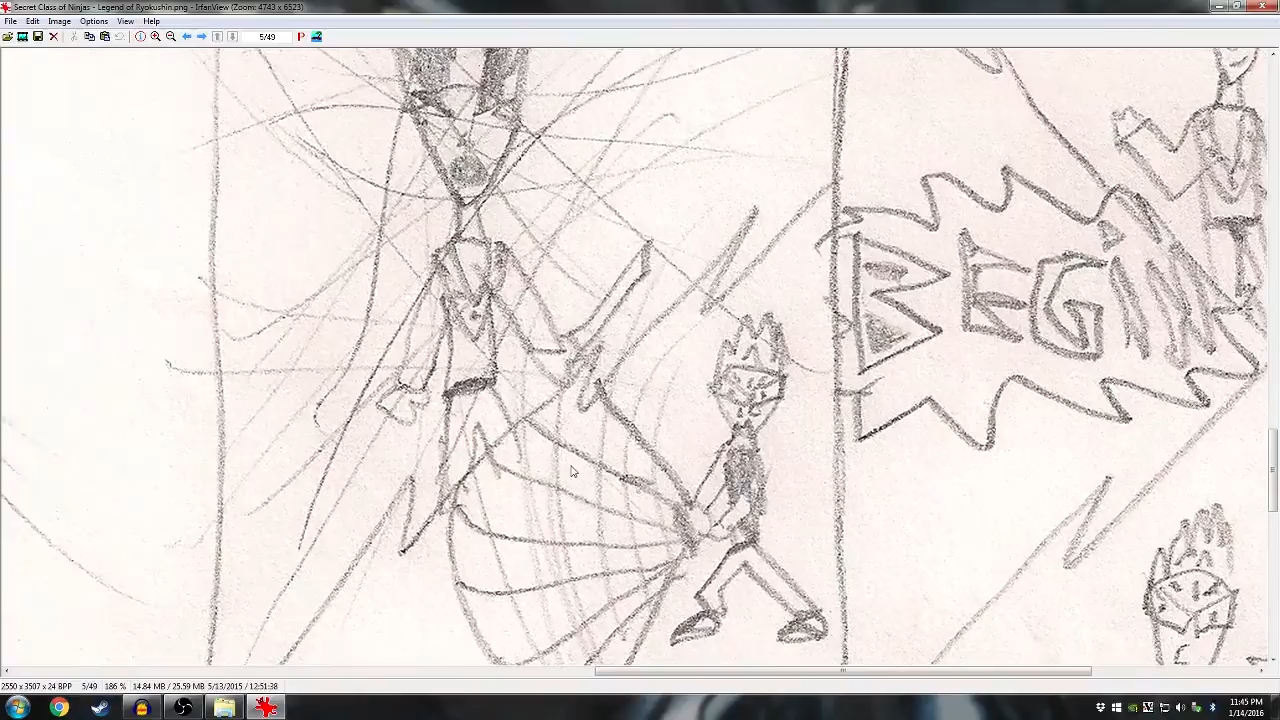 Secret Class of Ninjas - Legend of Ryokushin.png - IrfanView (Zoom: 4743 x 6523)
File Edit Image Options View Help
5/49
BEGIN
2550 x 3507 x 24 BPP 5/49 186 % 14.84 MB / 25.59 MB 5/13/2015 / 12:51:38
11:45 PM
1/14/2016